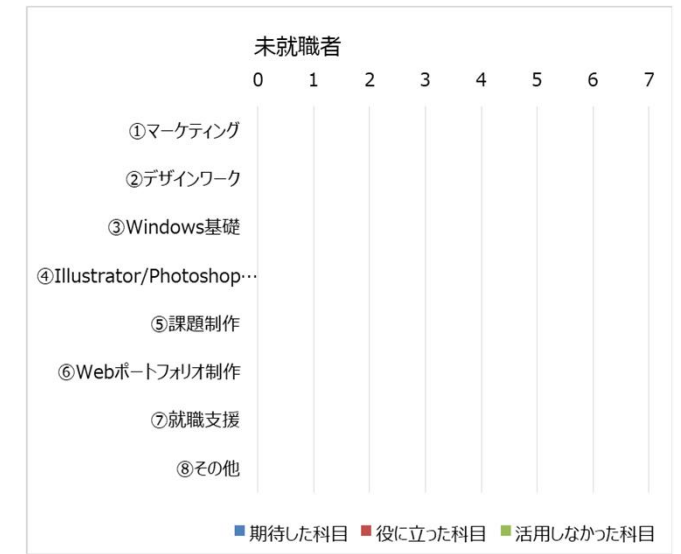 未就職者
0 1 2 3 4 5 6 7
①マーケティング
②デザインワーク
③Windows基礎
④Illustrator/Photoshop…
⑤課題制作
⑥Webポートフォリオ制作
⑦就職支援
⑧その他
期待した科目 役に立った科目 活用しなかった科目